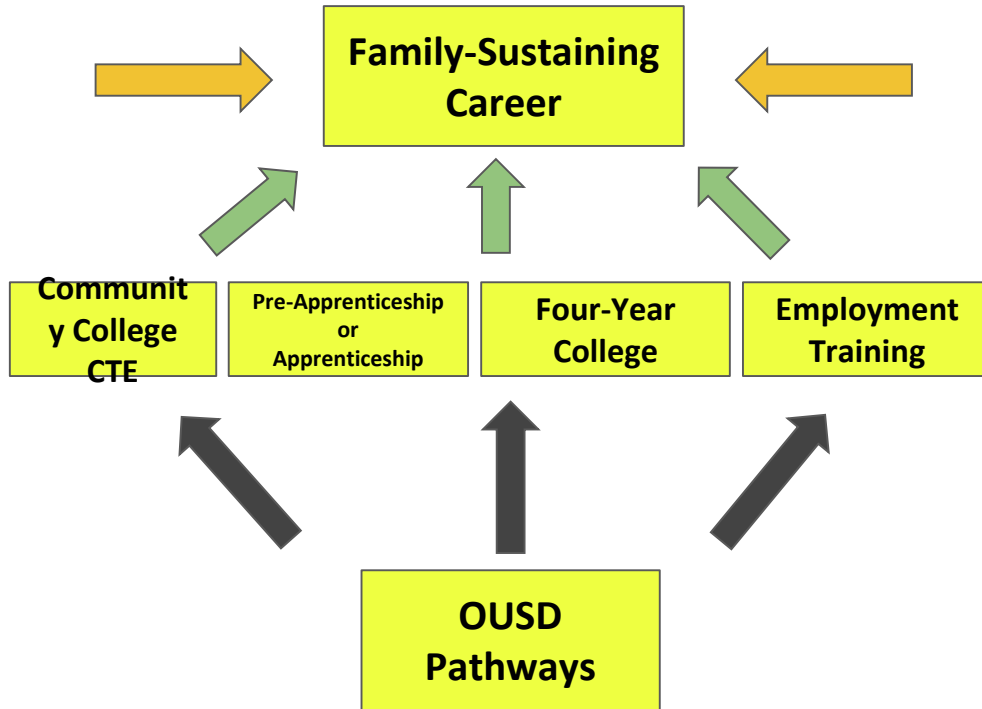 Family-Sustaining
Career
Communit
y College
CTE
Pre-Apprenticeship
or
Apprenticeship
Four-Year
College
Employment
Training
OUSD
Pathways